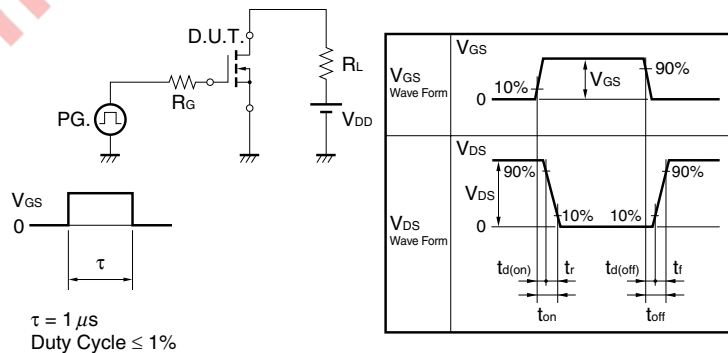 D.U.T.
RL
RG
PG.
VDD
VGS
0
τ
τ = 1 μs
Duty Cycle ≤ 1%
VGS
Wave Form
VGS
90%
VGS
10%
0
VDS
Wave Form
VDS
90%
90%
VDS
10%
10%
0
td(on)
tr
td(off)
tf
ton
toff